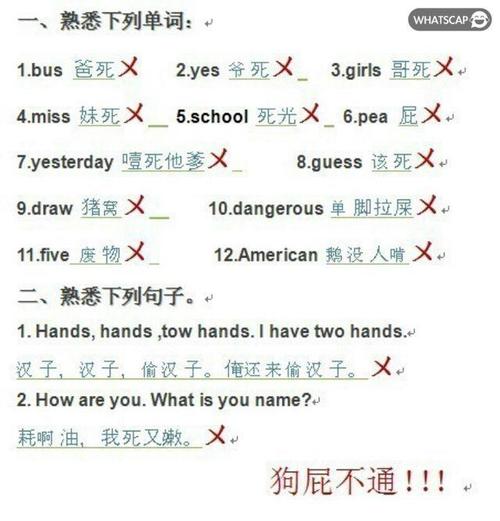 WHATSCAP
一、熟悉下列单词：
1.bus 爸死 2.yes 爷死 3.girls 哥死
4.miss 妹死 5.school 死光 6.pea 屁
7.yesterday 噎死他爹 8.guess 该死
9.draw 猪窝 10.dangerous 单脚拉屎
11.five 废物 12.American 鹅没人啃
二、熟悉下列句子。
1. Hands, hands ,tow hands. I have two hands.
汉子，汉子，偷汉子。俺还来偷汉子。
2. How are you. What is you name?
耗啊油，我死又嫩。
狗屁不通!!!